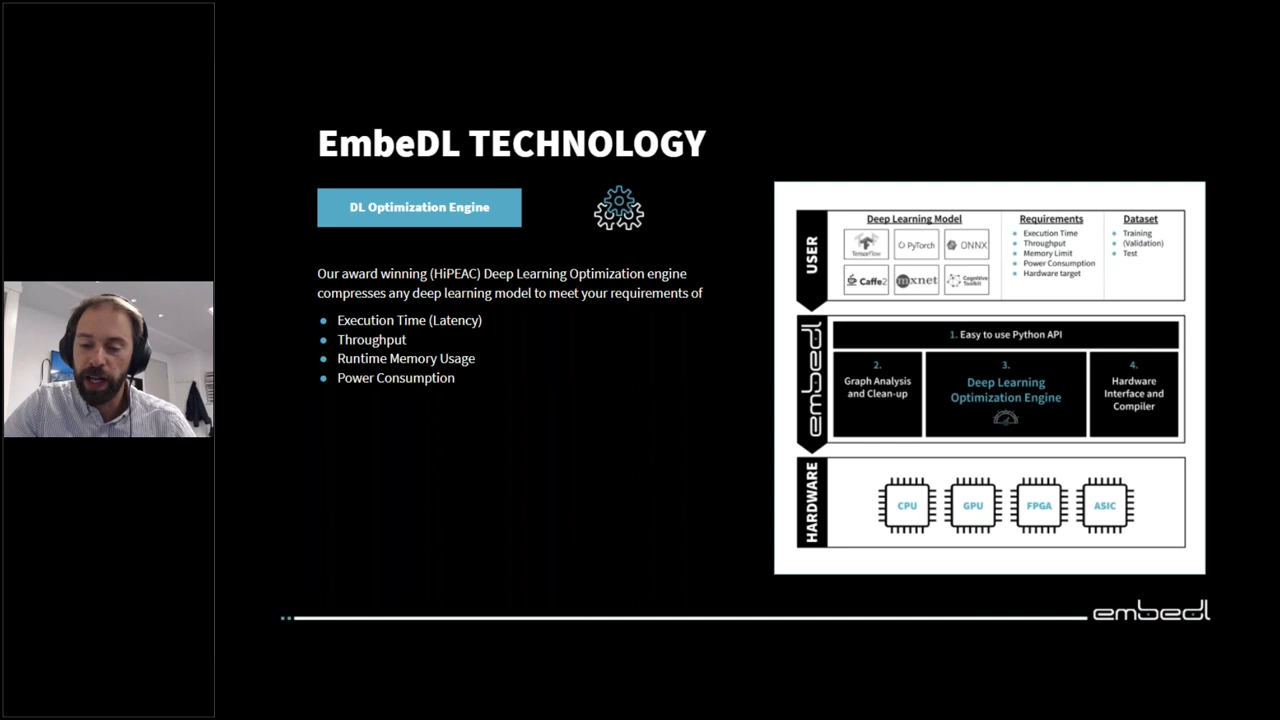 EmbeDL TECHNOLOGY
DL Optimization Engine
Our award winning (HiPEAC) Deep Learning Optimization engine
compresses any deep learning model to meet your requirements of
Execution Time (Latency)
Throughput
Runtime Memory Usage
Power Consumption
USER
Deep Learning Model
TensorFlow
PyTorch
ONNX
Caffe2
mxnet
Cognitive
Toolkit
Requirements
Execution Time
Throughput
Memory Limit
Power Consumption
Hardware target
Dataset
Training
(Validation)
Test
embedl
1. Easy to use Python API
2.
Graph Analysis
and Clean-up
3.
Deep Learning
Optimization Engine
4.
Hardware
Interface and
Compiler
HARDWARE
CPU
GPU
FPGA
ASIC
embedl